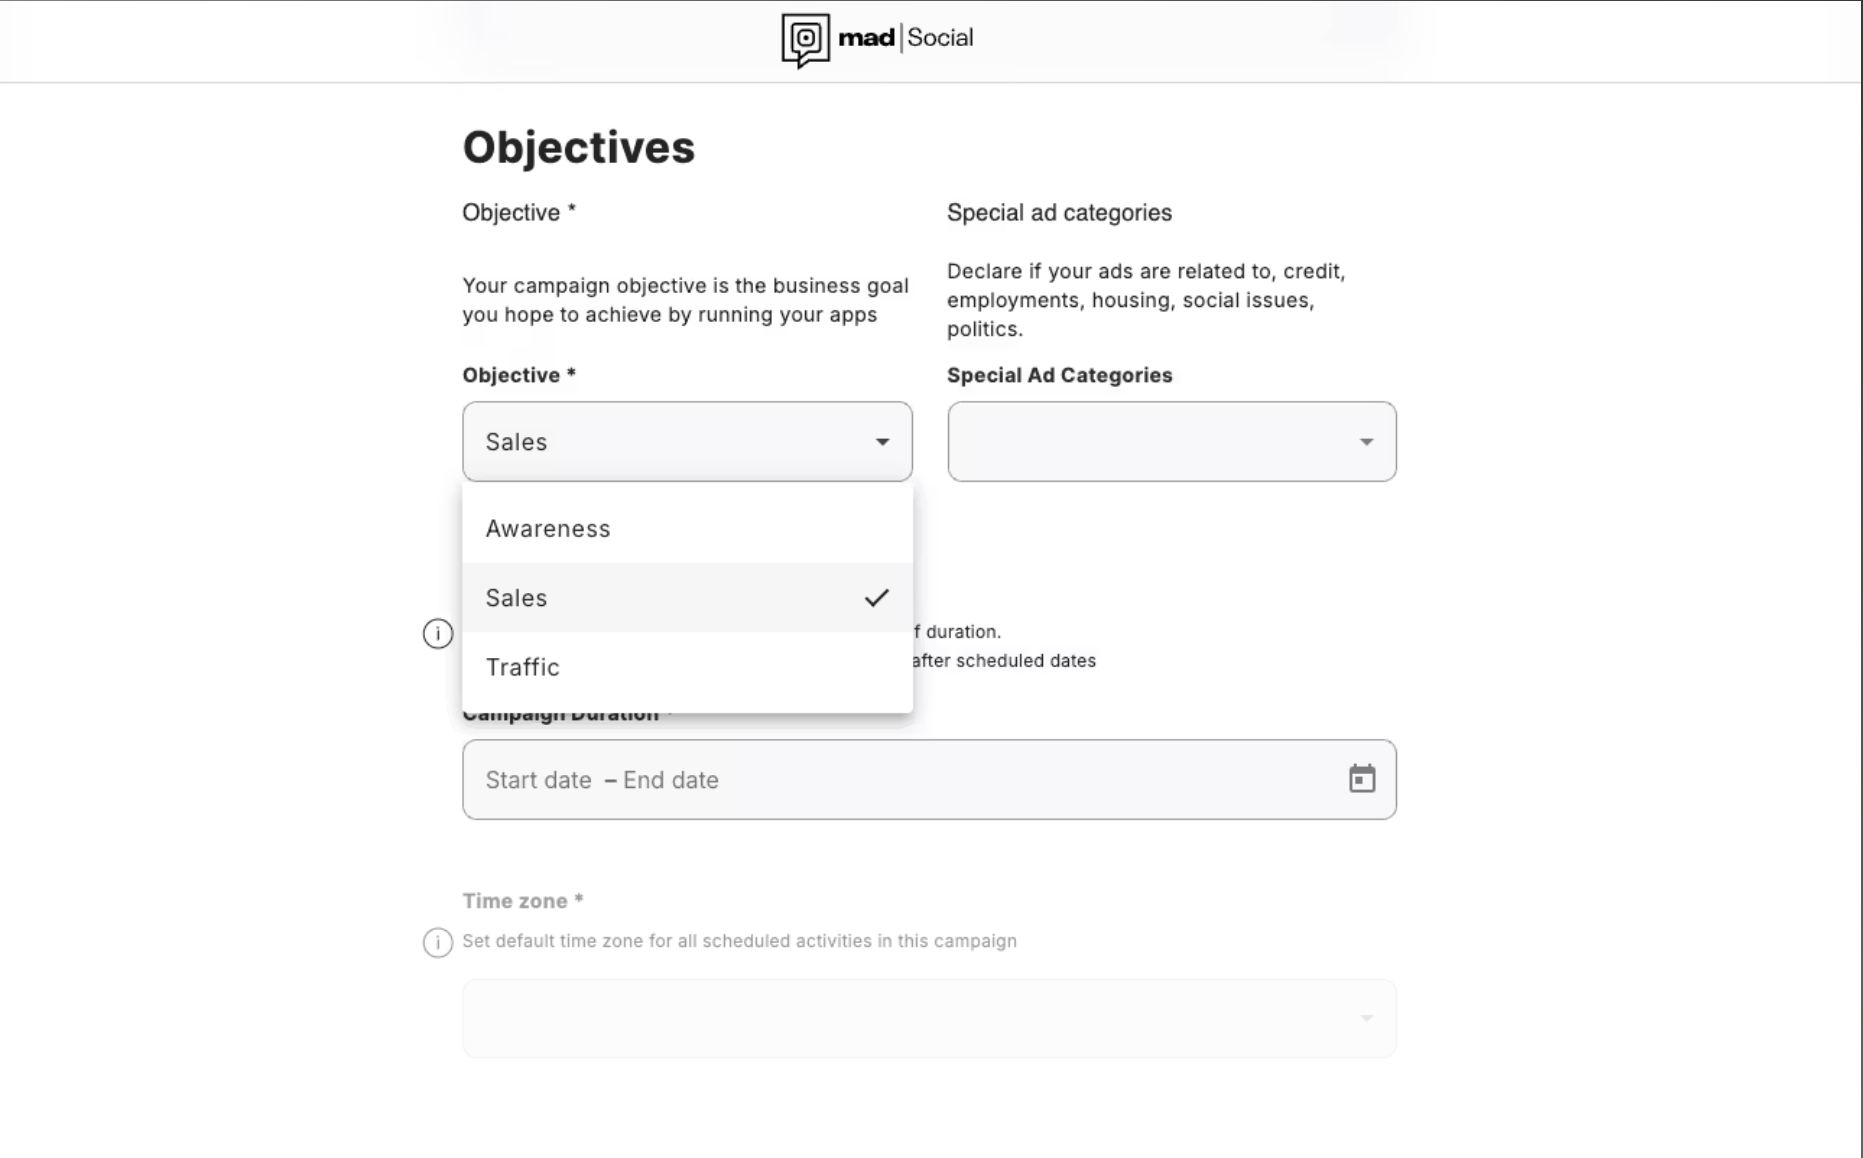 mad|Social
Objectives
Objective *
Special ad categories
Your campaign objective is the business goal
you hope to achieve by running your apps
Declare if your ads are related to, credit,
employments, housing, social issues,
politics.
Objective *
Special Ad Categories
Sales
Awareness
Sales
Traffic
duration.
after scheduled dates
Campaign Duration *
Start date – End date
Time zone *
Set default time zone for all scheduled activities in this campaign